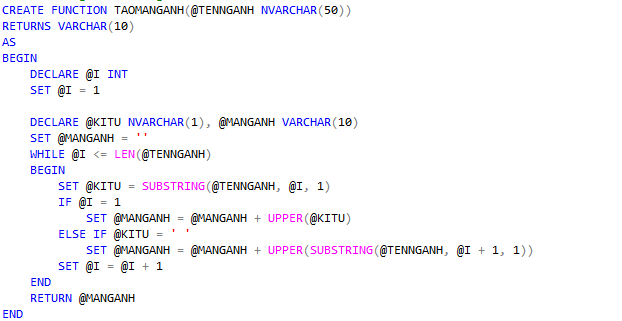 CREATE FUNCTION TAOMANGANH(@TENNGANH NVARCHAR(50))
RETURNS VARCHAR(10)
AS
BEGIN
    DECLARE @I INT
    SET @I = 1

    DECLARE @KITU NVARCHAR(1), @MANGANH VARCHAR(10)
    SET @MANGANH = ''
    WHILE @I <= LEN(@TENNGANH)
    BEGIN
        SET @KITU = SUBSTRING(@TENNGANH, @I, 1)
        IF @I = 1
            SET @MANGANH = @MANGANH + UPPER(@KITU)
        ELSE IF @KITU = ' '
            SET @MANGANH = @MANGANH + UPPER(SUBSTRING(@TENNGANH, @I + 1, 1))
        SET @I = @I + 1
    END
    RETURN @MANGANH
END